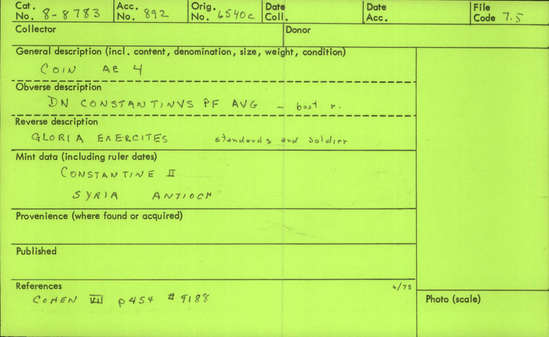 Cat. No. 8-8783 Acc. No. 892 Orig. No. 6540c Date Coll. Date Acc. File Code 7.5
Collector Donor
General description (incl. content, denomination, size, weight, condition)
COIN AE 4
Obverse description
DN CONSTANTINVS PF AVG — bust r.
Reverse description
GLORIA EXERCITES standards and soldier
Mint data (including ruler dates)
CONSTANTINE II
SYRIA ANTIOCH
Provenience (where found or acquired)
Published
References 4/75
COHEN VII p454 # Photo (scale)